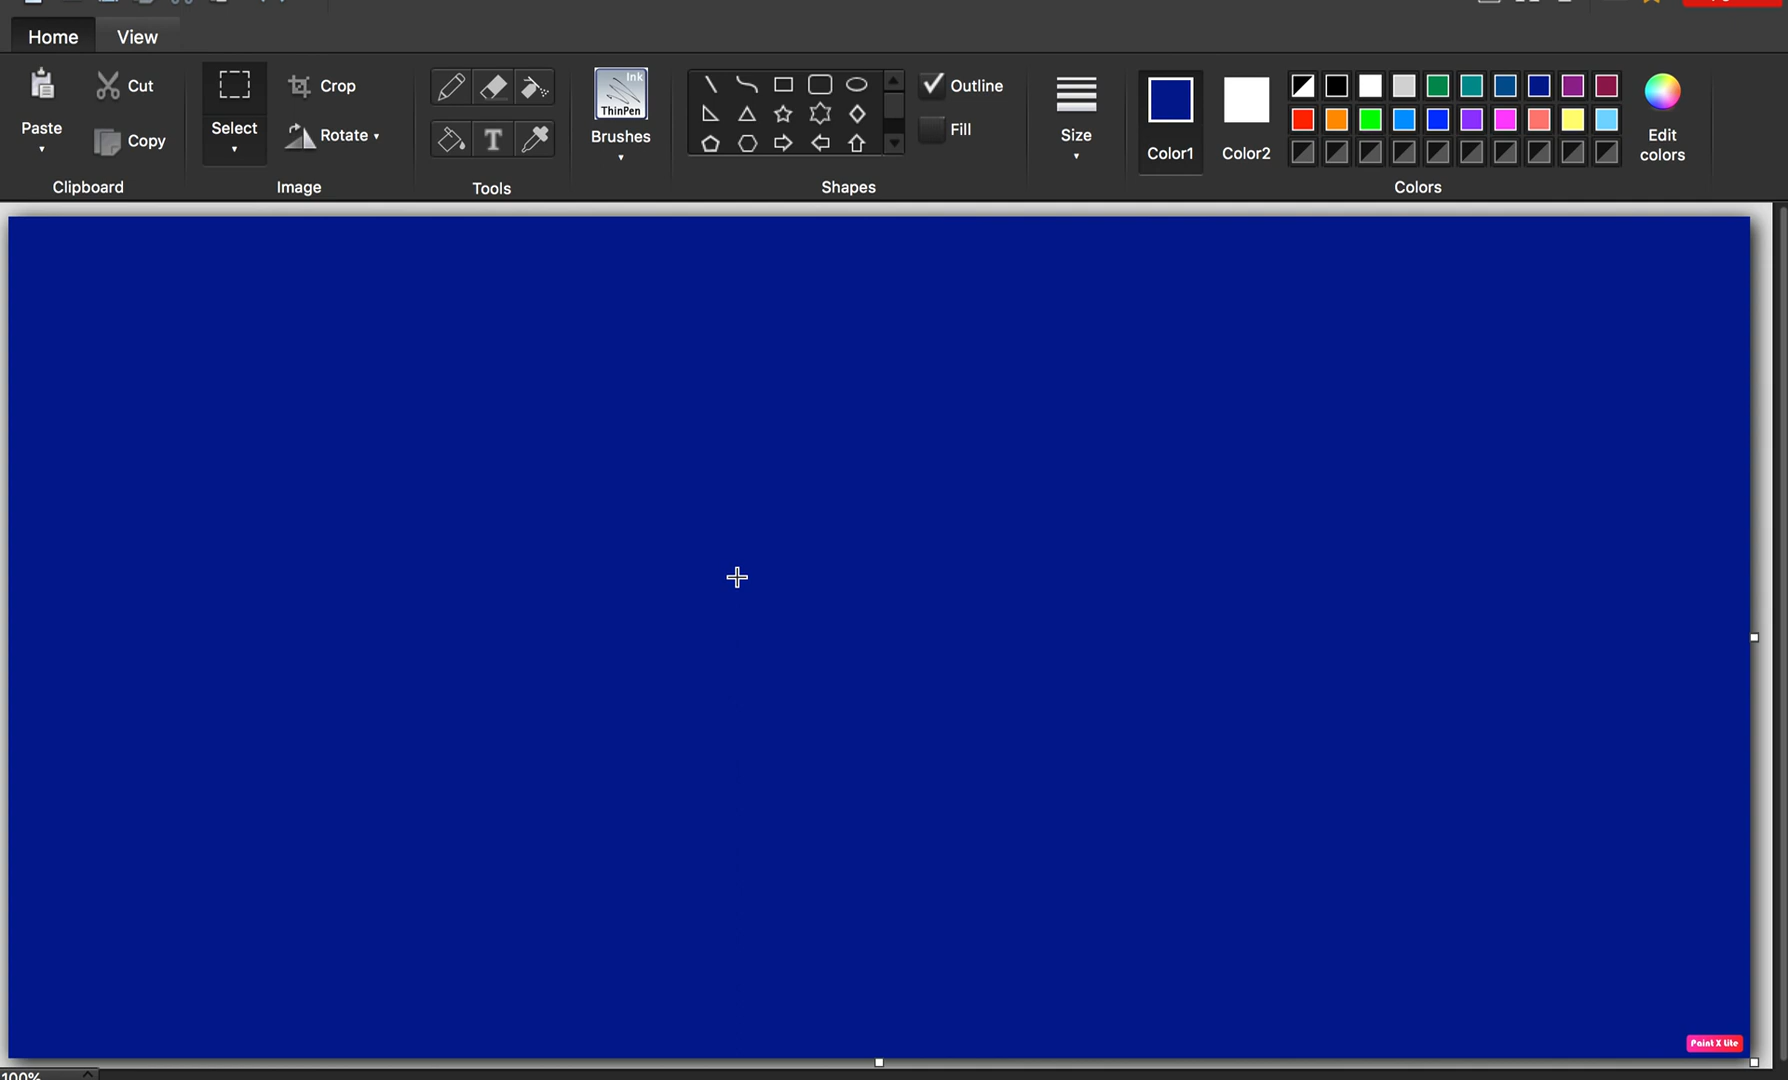 Home View
Paste Cut Copy Clipboard
Select Crop Rotate Image
Tools
Ink
ThinPen
Brushes
Outline
Fill
Shapes
Size
Color1 Color2
Edit
colors
Colors
Paint X Lite
100%